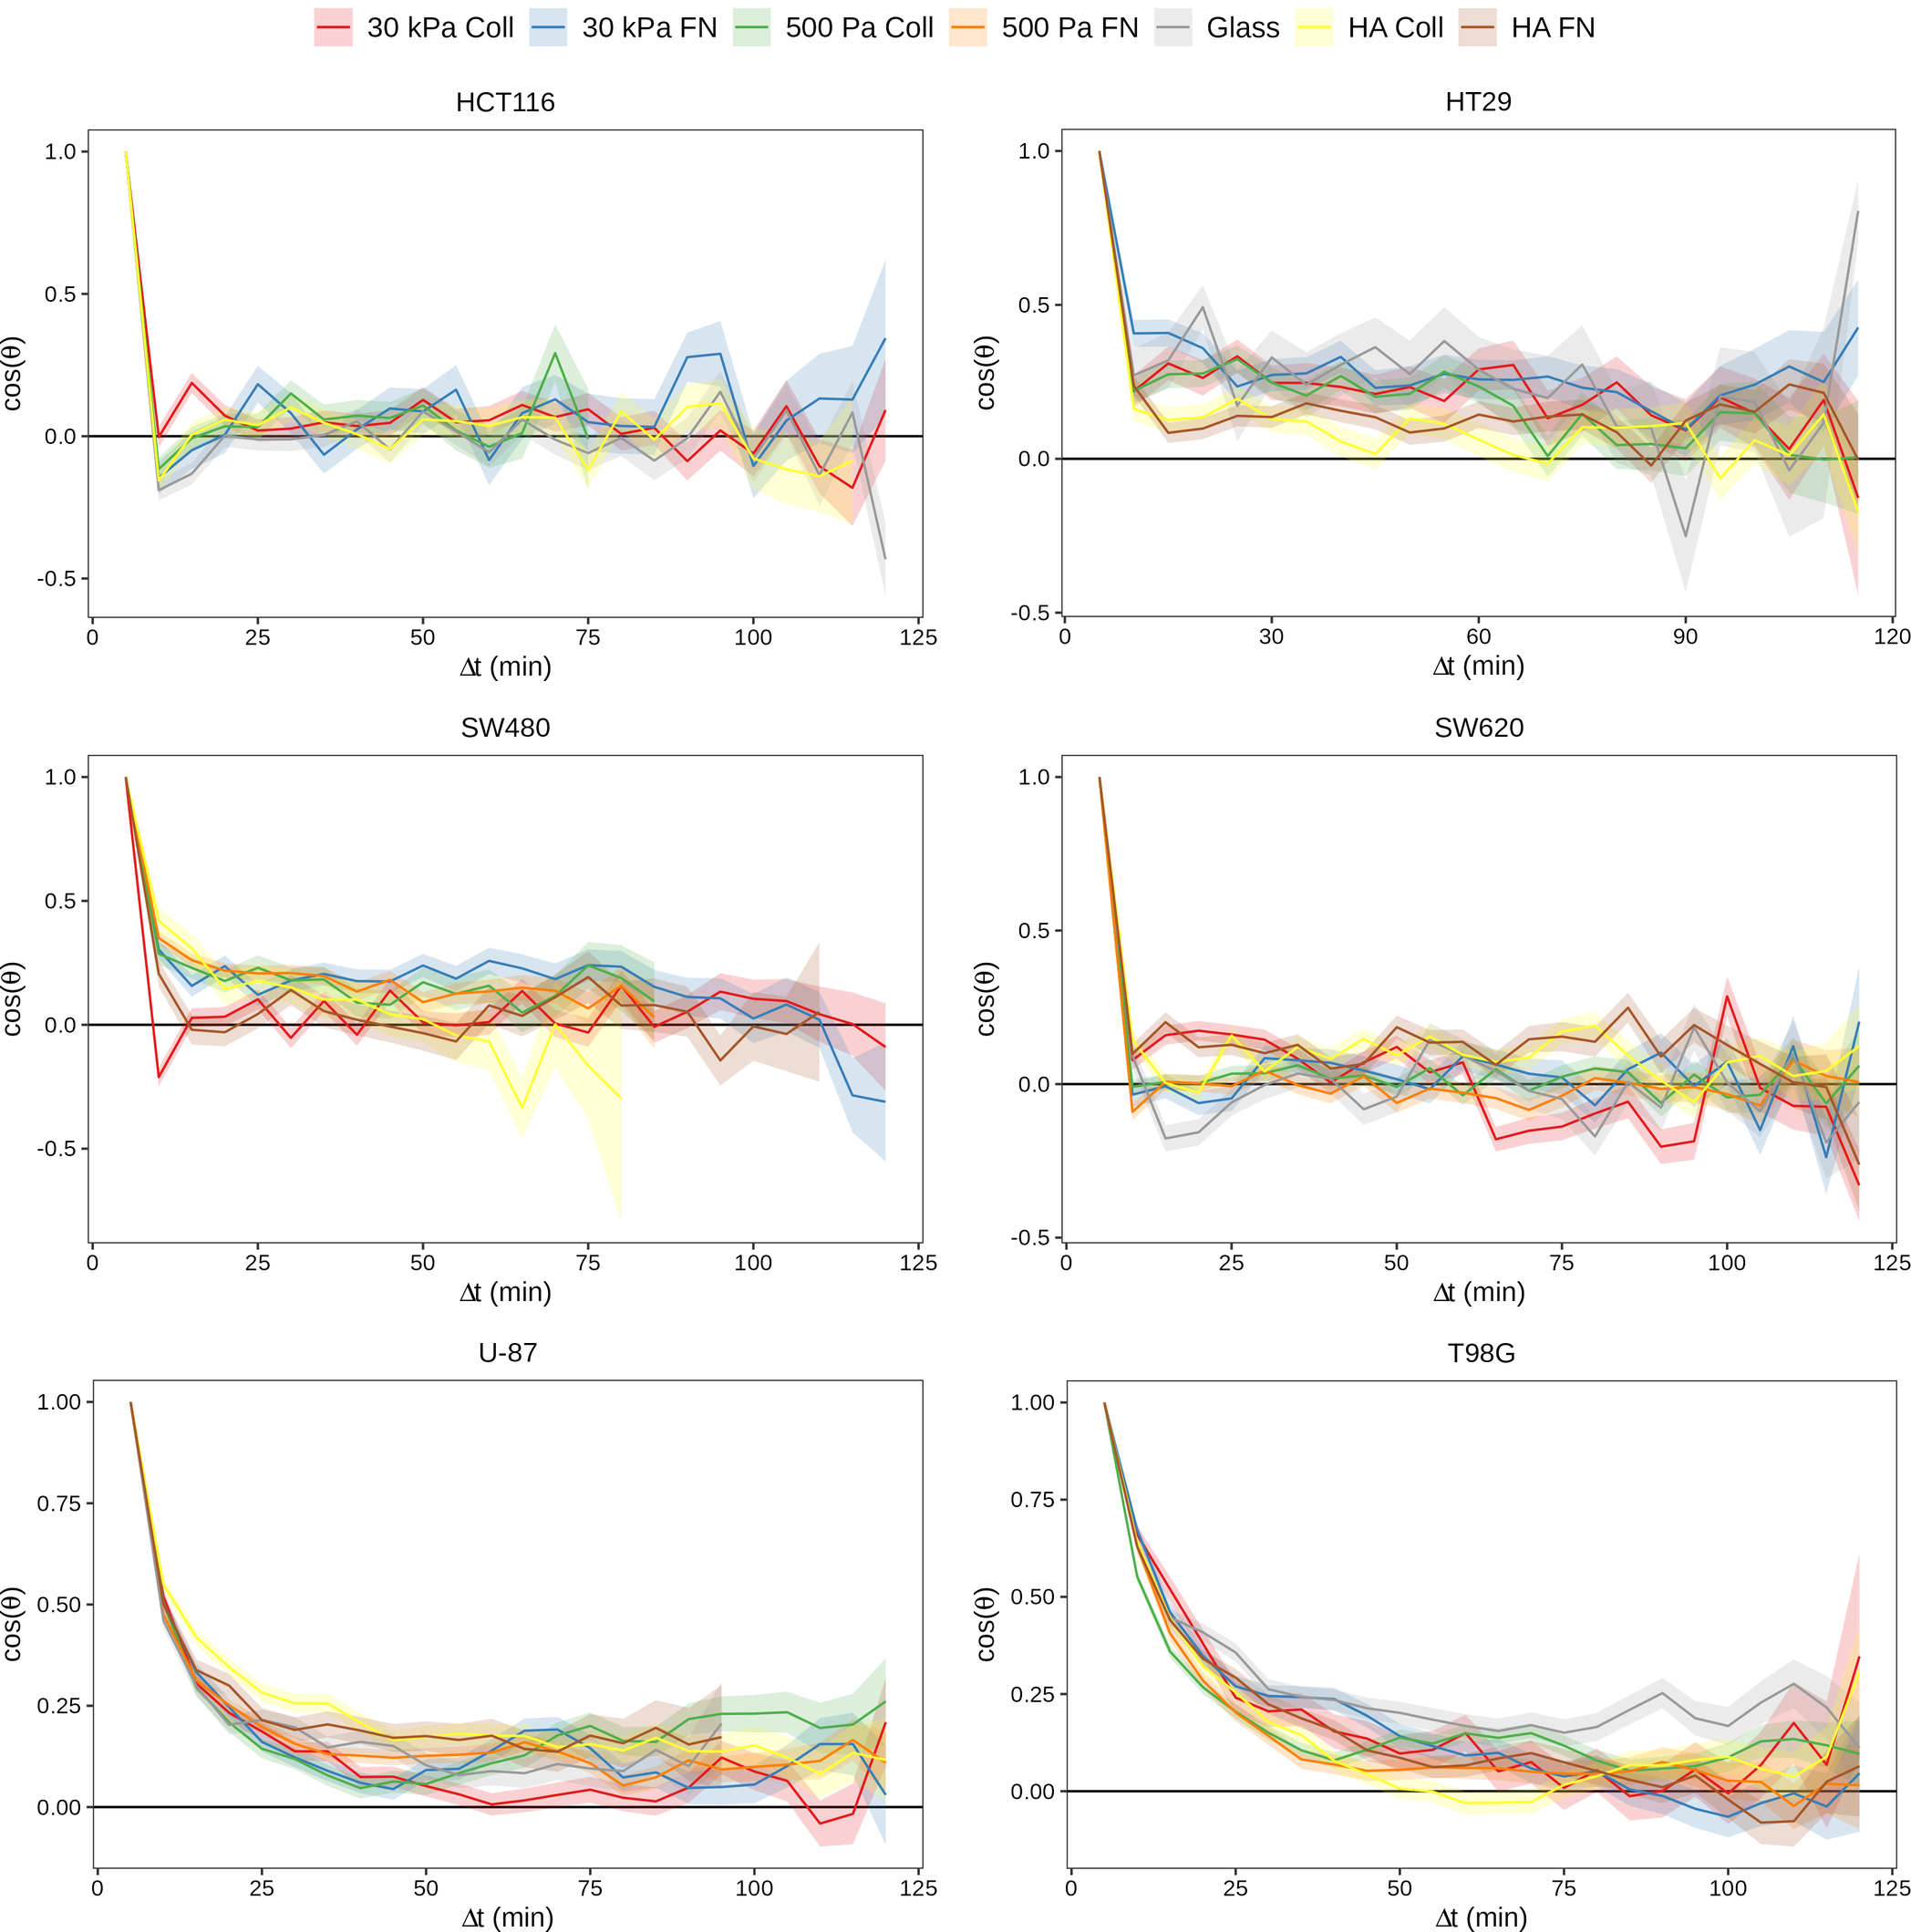 30 kPa Coll 30 kPa FN 500 Pa Coll 500 Pa FN Glass HA Coll HA FN
HCT116
1.0
0.5
0.0
-0.5
cos(θ)
0 25 50 75 100 125
Δt (min)
HT29
1.0
0.5
0.0
-0.5
cos(θ)
0 30 60 90 120
Δt (min)
SW480
1.0
0.5
0.0
-0.5
cos(θ)
0 25 50 75 100 125
Δt (min)
SW620
1.0
0.5
0.0
-0.5
cos(θ)
0 25 50 75 100 125
Δt (min)
U-87
1.00
0.75
0.50
0.25
0.00
cos(θ)
0 25 50 75 100 125
Δt (min)
T98G
1.00
0.75
0.50
0.25
0.00
cos(θ)
0 25 50 75 100 125
Δt (min)